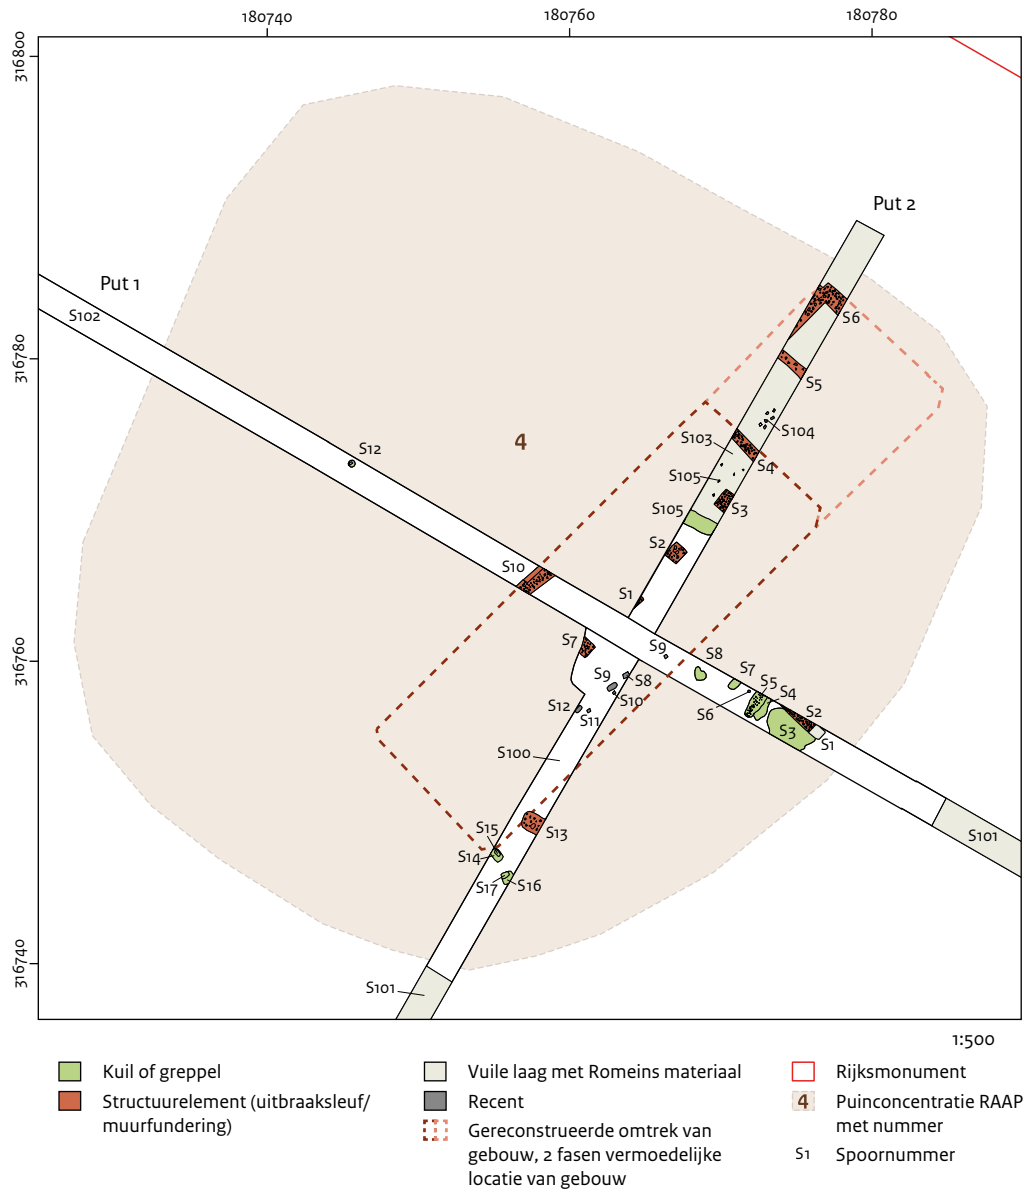 180740 180760 180780
316800
Put 2
Put 1
S102
S6
316780
S5
S104
S103
4
S12
S4
S105
S105
S3
S2
S10
S1
S7
S9
S8
316760
S9
S8
S7
S10
S5
S4
S12
S11
S6
S2
S3
S1
S100
S15
S13
S101
S14
S17
S16
316740
S101
1:500
Kuil of greppel
Structuurelement (uitbraaksleuf/
muurfundering)
Vuile laag met Romeins materiaal
Recent
Gereconstrueerde omtrek van
gebouw, 2 fasen vermoedelijke
locatie van gebouw
Rijksmonument
4 Puinconcentratie RAAP
met nummer
S1 Spoornummer